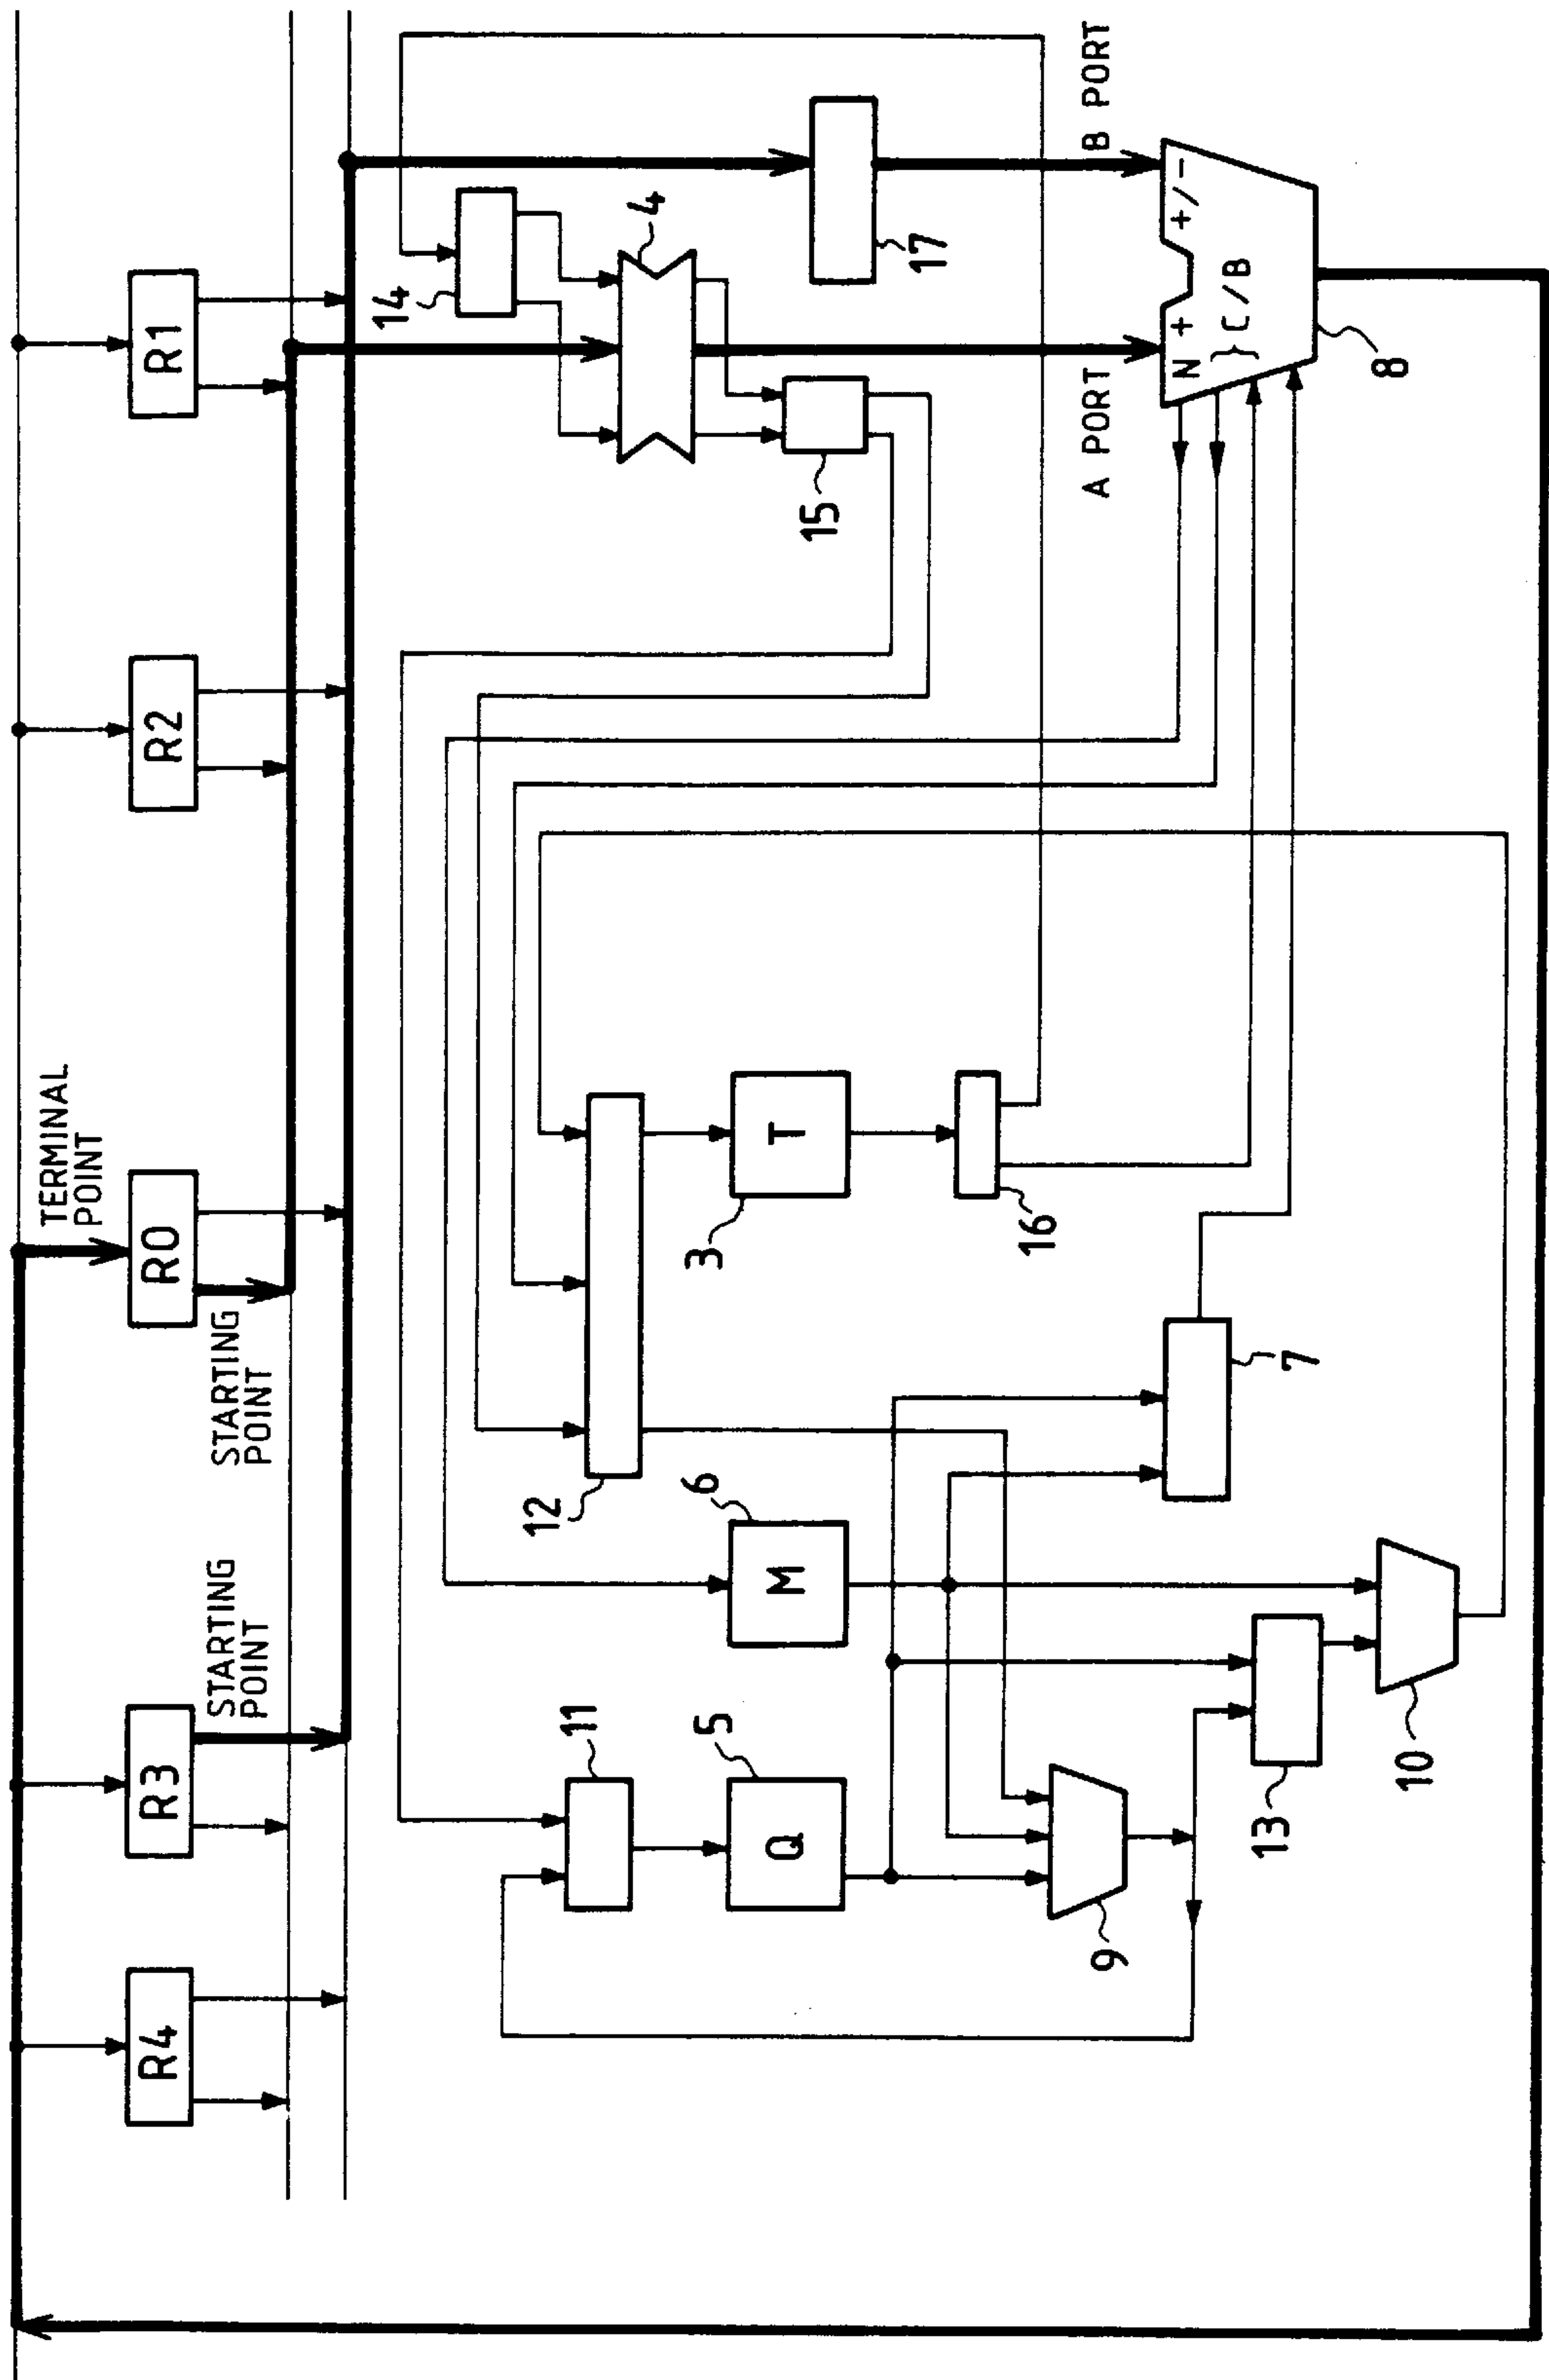 R4
R3
R0
R2
R1
TERMINAL
POINT
STARTING
POINT
STARTING
POINT
14
4
11
12
5
6
3
15
17
Q
M
T
9
16
A PORT
B PORT
13
7
N + +/-
} C/B
10
8